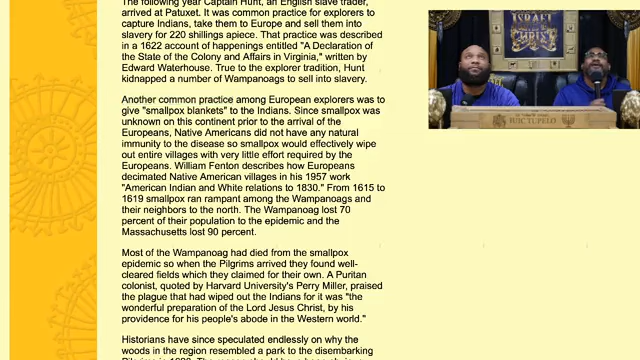 The following year Captain Hunt, an English slave trader,
arrived at Patuxet. It was common practice for explorers to
capture Indians, take them to Europe and sell them into
slavery for 220 shillings apiece. That practice was described
in a 1622 account of happenings entitled "A Declaration of
the State of the Colony and Affairs in Virginia," written by
Edward Waterhouse. True to the explorer tradition, Hunt
kidnapped a number of Wampanoags to sell into slavery.
Another common practice among European explorers was to
give "smallpox blankets" to the Indians. Since smallpox was
unknown on this continent prior to the arrival of the
Europeans, Native Americans did not have any natural
immunity to the disease so smallpox would effectively wipe
out entire villages with very little effort required by the
Europeans. William Fenton describes how Europeans
decimated Native American villages in his 1957 work
"American Indian and White relations to 1830." From 1615 to
1619 smallpox ran rampant among the Wampanoags and
their neighbors to the north. The Wampanoag lost 70
percent of their population to the epidemic and the
Massachusetts lost 90 percent.
Most of the Wampanoag had died from the smallpox
epidemic so when the Pilgrims arrived they found well-
cleared fields which they claimed for their own. A Puritan
colonist, quoted by Harvard University's Perry Miller, praised
the plague that had wiped out the Indians for it was "the
wonderful preparation of the Lord Jesus Christ, by his
providence for his people's abode in the Western world."
Historians have since speculated endlessly on why the
woods in the region resembled a park to the disembarking
ISRAEL
CHRIST
IUIC TUPELO